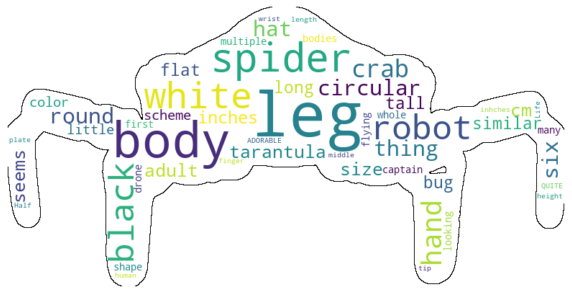 wrist length
hat
multiple bodies
spider
flat crab
long
white circular
color tall
inches
scheme
round whole
first leg
little
body robot
flying
inhches
cm
Life
similar
many
plate
ADORABLE
thing
tarantula
middle
finger
seems
black
drone
adult
size captain
bug
six
QUITE
height
Half
hand
looking
shape
human
tip